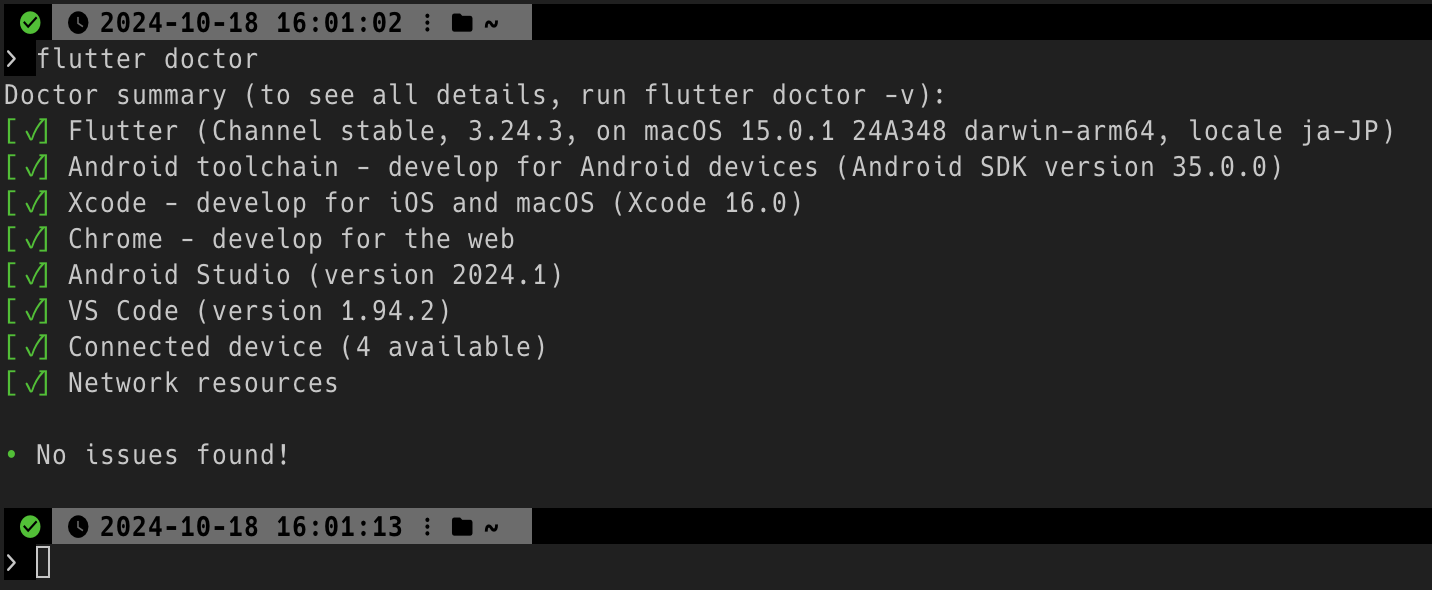 2024-10-18 16:01:02 ⋮ ~
❯ flutter doctor
Doctor summary (to see all details, run flutter doctor -v):
[✓] Flutter (Channel stable, 3.24.3, on macOS 15.0.1 24A348 darwin-arm64, locale ja-JP)
[✓] Android toolchain - develop for Android devices (Android SDK version 35.0.0)
[✓] Xcode - develop for iOS and macOS (Xcode 16.0)
[✓] Chrome - develop for the web
[✓] Android Studio (version 2024.1)
[✓] VS Code (version 1.94.2)
[✓] Connected device (4 available)
[✓] Network resources
• No issues found!
2024-10-18 16:01:13 ⋮ ~
❯